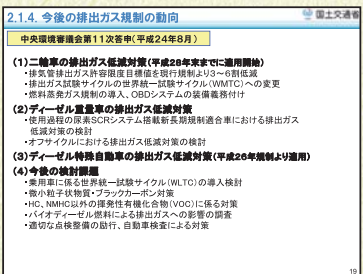 2.1.4. 今後の排出ガス規制の動向
国土交通省
中央環境審議会第11次答申(平成24年8月)
(1)二輪車の排出ガス低減対策(平成28年末までに適用開始)
・排気管排出ガス許容限度目標値を現行規制より3～6割低減
・排出ガス試験サイクルの世界統一試験サイクル(WMTC)への変更
・燃料蒸発ガス規制の導入、OBDシステムの装備義務付け
(2)ディーゼル重量車の排出ガス低減対策
・使用過程の尿素SCRシステム搭載新長期規制適合車における排出ガス
低減対策の検討
・オフサイクルにおける排出ガス低減対策の検討
(3)ディーゼル特殊自動車の排出ガス低減対策(平成26年規制より適用)
(4)今後の検討課題
・乗用車に係る世界統一試験サイクル(WLTC)の導入検討
・微小粒子状物質・ブラックカーボン対策
・HC、NMHC以外の揮発性有機化合物(VOC)に係る対策
・バイオディーゼル燃料による排出ガスへの影響の調査
・適切な点検整備の励行、自動車検査による対策
19